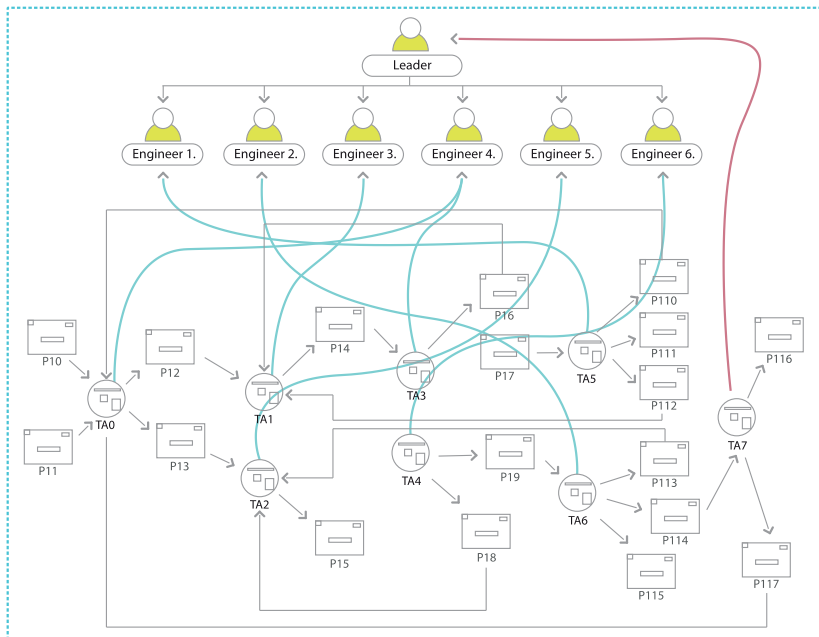 Leader
Engineer 1.
Engineer 2.
Engineer 3.
Engineer 4.
Engineer 5.
Engineer 6.
P10
P11
TA0
P12
P13
TA1
TA2
P14
P15
TA3
TA4
P16
P17
P19
P18
TA5
TA6
P110
P111
P112
P113
P114
P115
TA7
P116
P117